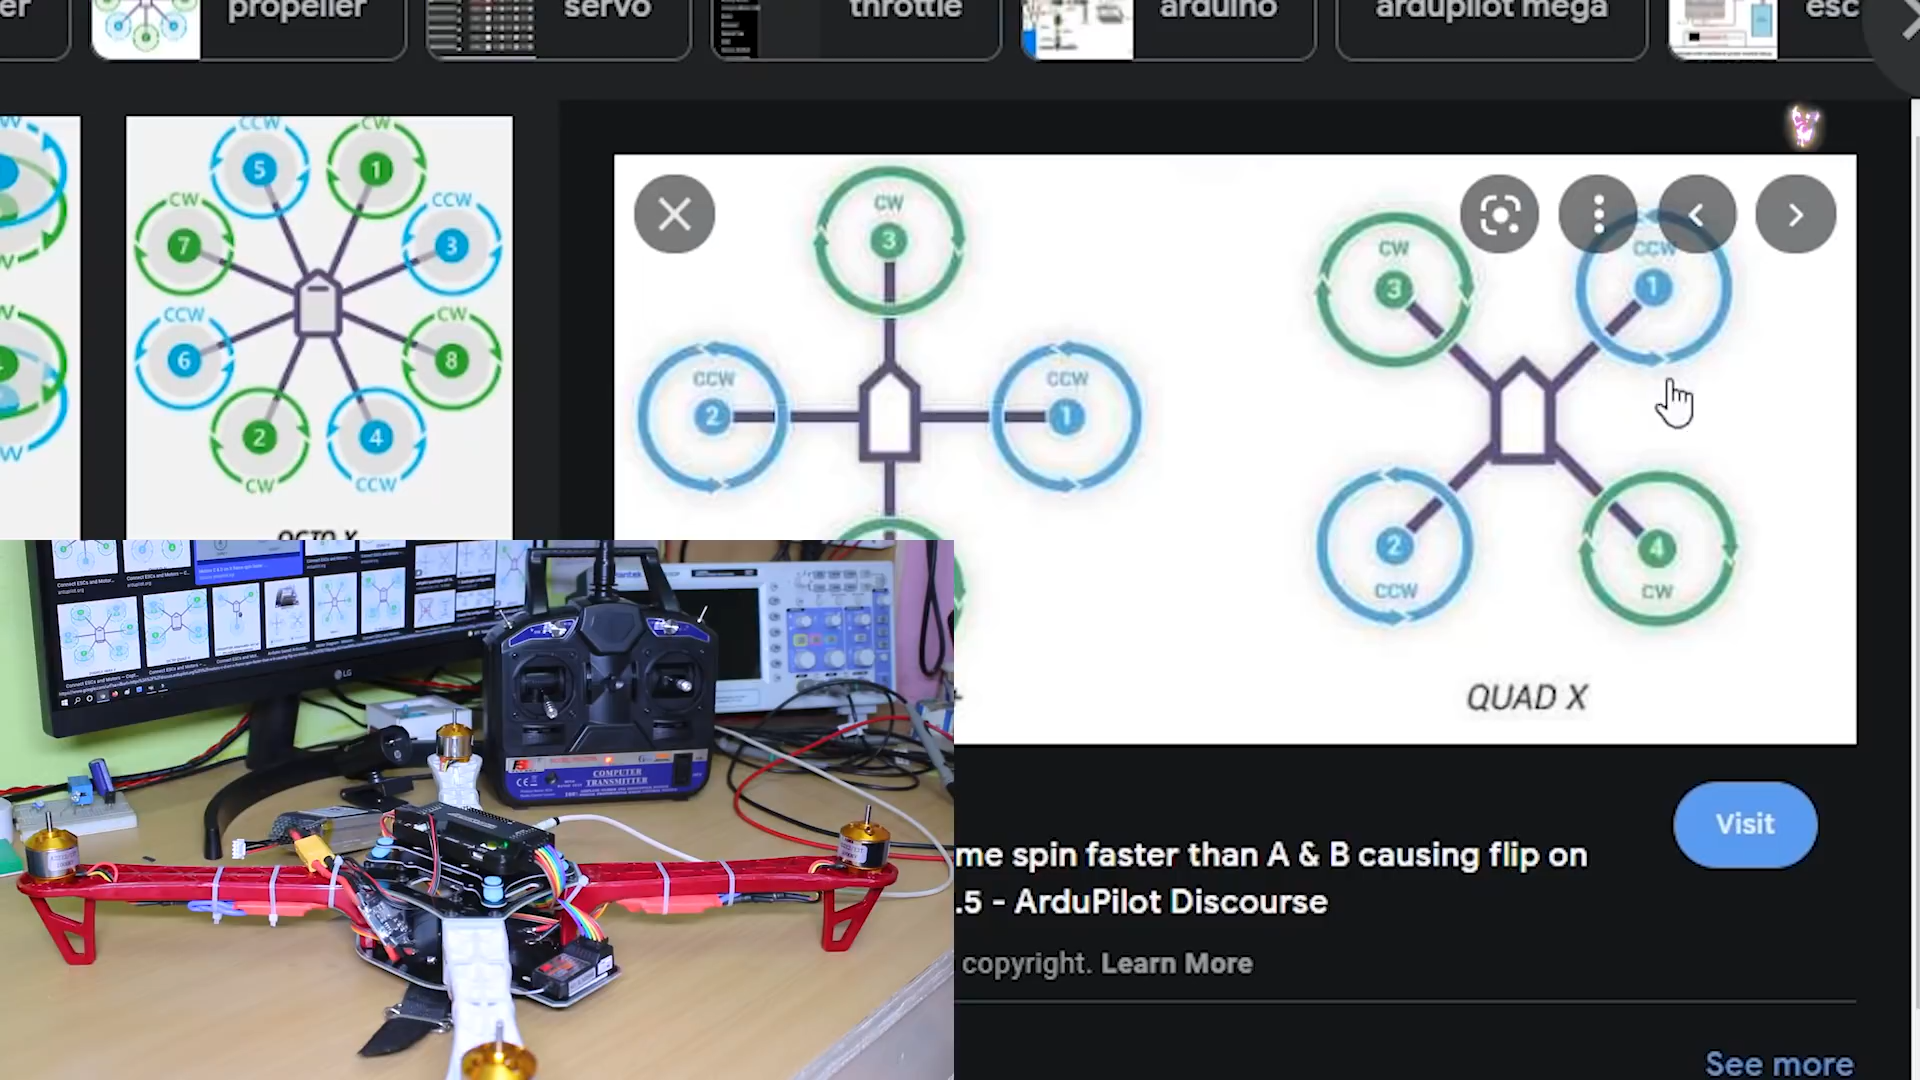 er
propeller
servo
throttle
arduino
ardupilot mega
esc
CCW
5
CW
1
CW
7
CCW
3
CCW
6
CW
8
2
CW
4
CCW
OCTO X
CW
3
CCW
2
CCW
1
CW
3
CCW
1
2
CCW
4
CW
QUAD X
me spin faster than A & B causing flip on
.5 - ArduPilot Discourse
Visit
copyright. Learn More
See more
LG
COMPUTER
TRANSMITTER